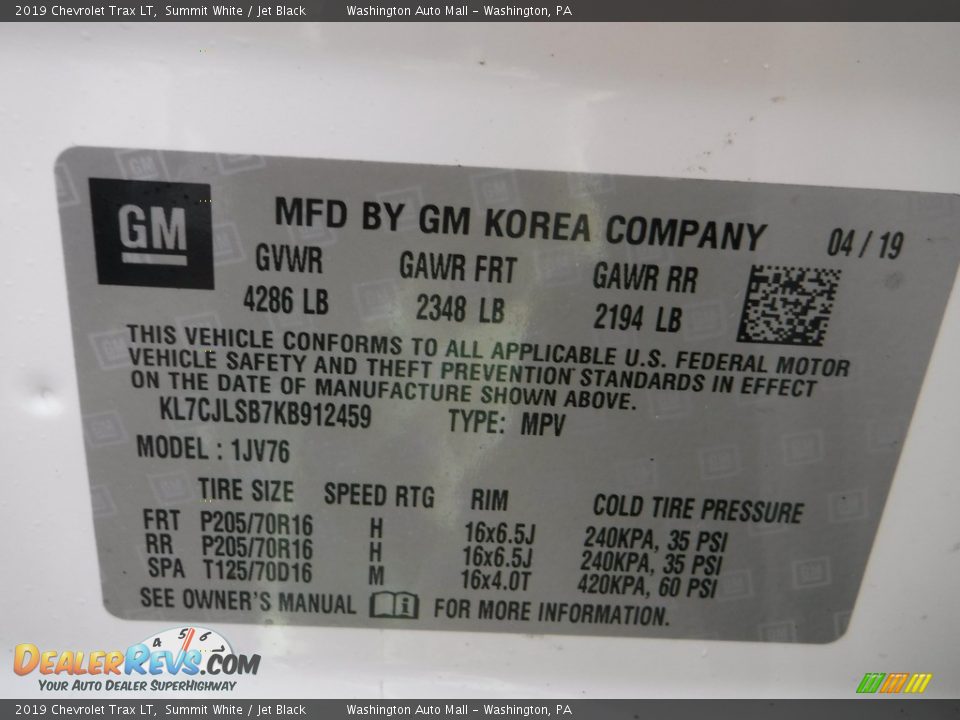 2019 Chevrolet Trax LT,  Summit White / Jet Black          Washington Auto Mall - Washington, PA
GM
MFD BY GM KOREA COMPANY 04 / 19
GVWR GAWR FRT GAWR RR
4286 LB 2348 LB 2194 LB
THIS VEHICLE CONFORMS TO ALL APPLICABLE U.S. FEDERAL MOTOR
VEHICLE SAFETY AND THEFT PREVENTION STANDARDS IN EFFECT
ON THE DATE OF MANUFACTURE SHOWN ABOVE.
KL7CJLSB7KB912459 TYPE: MPV
MODEL : 1JV76
TIRE SIZE SPEED RTG RIM COLD TIRE PRESSURE
FRT P205/70R16 H 16x6.5J 240KPA, 35 PSI
RR P205/70R16 H 16x6.5J 240KPA, 35 PSI
SPA T125/70D16 M 16x4.0T 420KPA, 60 PSI
SEE OWNER'S MANUAL FOR MORE INFORMATION.
4 5 6
DEALERREVS.COM
YOUR AUTO DEALER SUPERHIGHWAY
2019 Chevrolet Trax LT,  Summit White / Jet Black          Washington Auto Mall - Washington, PA